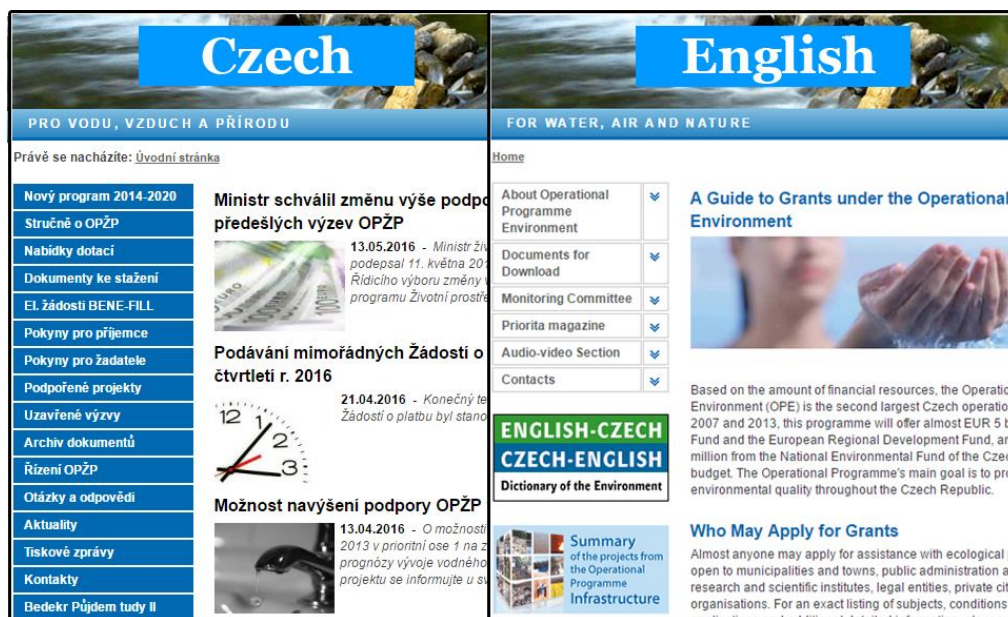 Czech
PRO VODU, VZDUCH A PŘÍRODU
Právě se nacházíte: Úvodní stránka
Nový program 2014-2020
Stručně o OPŽP
Nabídky dotací
Dokumenty ke stažení
El. žádosti BENE-FILL
Pokyny pro příjemce
Pokyny pro žadatele
Podpořené projekty
Uzavřené výzvy
Archiv dokumentů
Řízení OPŽP
Otázky a odpovědi
Aktuality
Tiskové zprávy
Kontakty
Bedekr Půjdem tudy II
Ministr schválil změnu výše podpo
předešlých výzev OPŽP
13.05.2016 - Ministr živ
podepsal 11. května 20
Řídicího výboru změny
programu Životní prostře
Podávání mimořádných Žádostí o
čtvrtletí r. 2016
21.04.2016 - Konečný te
Žádostí o platbu byl stano
12
1
2
3
Možnost navýšení podpory OPŽP
13.04.2016 - O možnosti
2013 v prioritní ose 1 na z
prognózy vývoje vodného
projektu se informujte u sv
English
FOR WATER, AIR AND NATURE
Home
About Operational
Programme
Environment
Documents for
Download
Monitoring Committee
Priorita magazine
Audio-video Section
Contacts
ENGLISH-CZECH
CZECH-ENGLISH
Dictionary of the Environment
Summary
of the projects from
the Operational
Programme
Infrastructure
A Guide to Grants under the Operational
Environment
Based on the amount of financial resources, the Operatio
Environment (OPE) is the second largest Czech operatio
2007 and 2013, this programme will offer almost EUR 5 b
Fund and the European Regional Development Fund, an
million from the National Environmental Fund of the Czec
budget. The Operational Programme's main goal is to pro
environmental quality throughout the Czech Republic.
Who May Apply for Grants
Almost anyone may apply for assistance with ecological
open to municipalities and towns, public administration a
research and scientific institutes, legal entities, private cit
organisations. For an exact listing of subjects, conditions